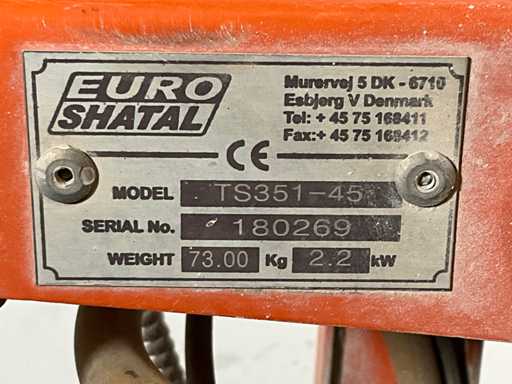 EURO
SHATAL
Murervej 5 DK - 6710
Esbjerg V Denmark
Tel: + 45 75 168411
Fax:+ 45 75 168412
CE
MODEL TS351-45
SERIAL No. 180269
WEIGHT 73.00 Kg 2.2 kW